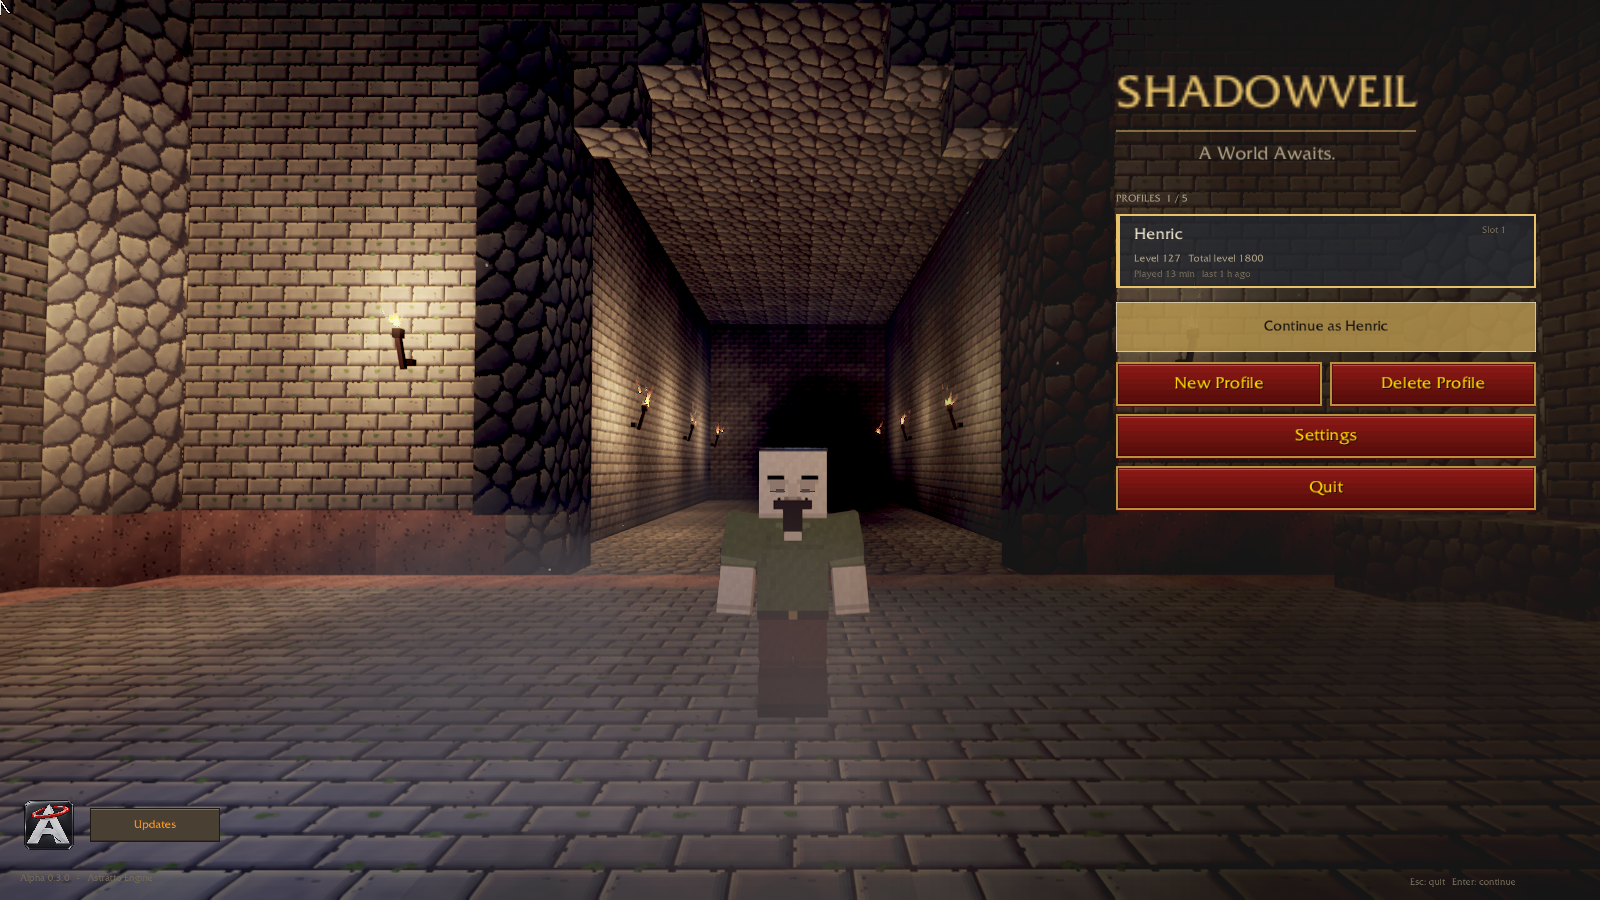 SHADOWVEIL
A World Awaits.
PROFILES 1 / 5
Henric
Slot 1
Level 127 Total level 1800
Played 13 min last 1 h ago
Continue as Henric
New Profile
Delete Profile
Settings
Quit
Updates
Alpha 0.3.0 - Astratto Engine
Esc: quit Enter: continue